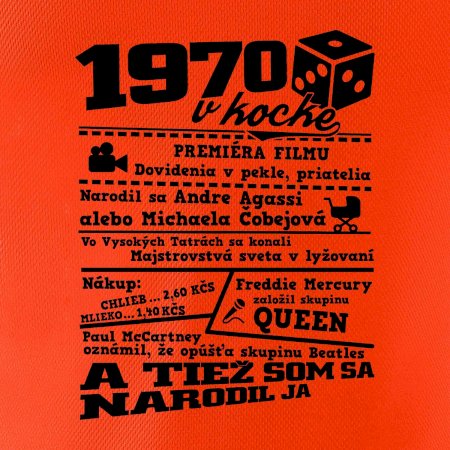 1970
v kocke
PREMIÉRA FILMU
Dovidenia v pekle, priatelia
Narodil sa Andre Agassi
alebo Michaela Čobejová
Vo Vysokých Tatrách sa konali
Majstrovstvá sveta v lyžovaní
Nákup:
CHLIEB ... 2,60 KČS
MLIEKO... 1,40 KČS
Freddie Mercury
založil skupinu
QUEEN
Paul McCartney
oznámil, že opúšťa skupinu Beatles
A TIEŽ SOM SA
NARODIL JA